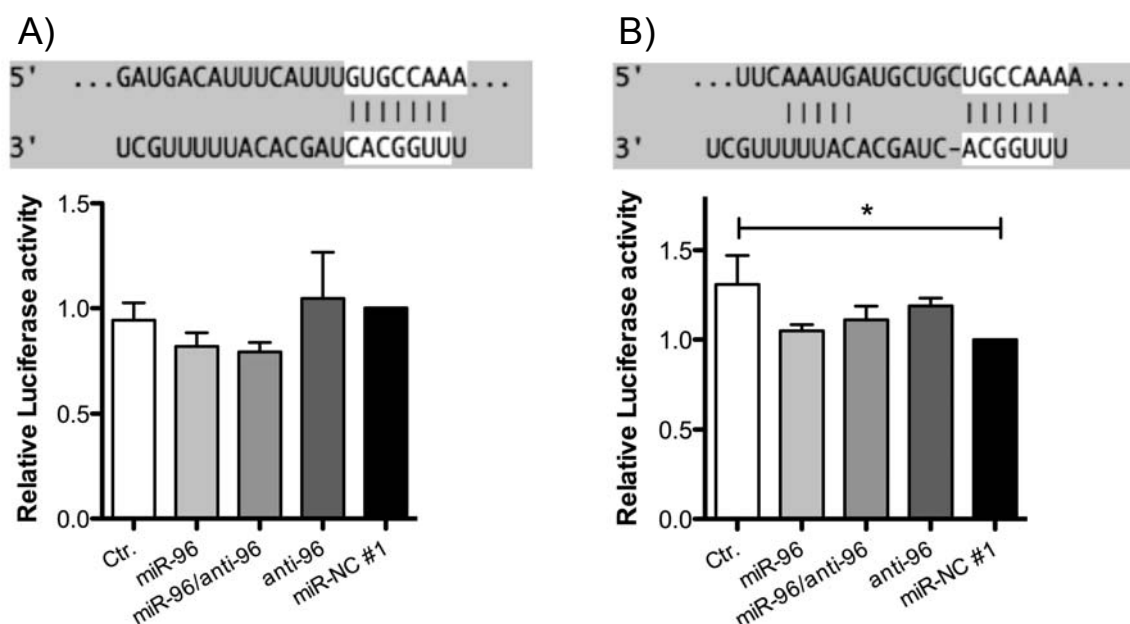 A)
5' ...GAUGACAUUUCAUUUGUGCCAAA...
| | | | | | |
3' UCGUUUUUACACGAUCACGGUUU
Relative Luciferase activity
1.5
1.0
0.5
0.0
Ctr.
miR-96
miR-96/anti-96
anti-96
miR-NC #1
B)
5' ...UUCAAAUGAUGCUGCUGCCAAAA...
| | | | | | | | | | |
3' UCGUUUUUACACGAUC-ACGGUUU
Relative Luciferase activity
*
1.5
1.0
0.5
0.0
Ctr.
miR-96
miR-96/anti-96
anti-96
miR-NC #1